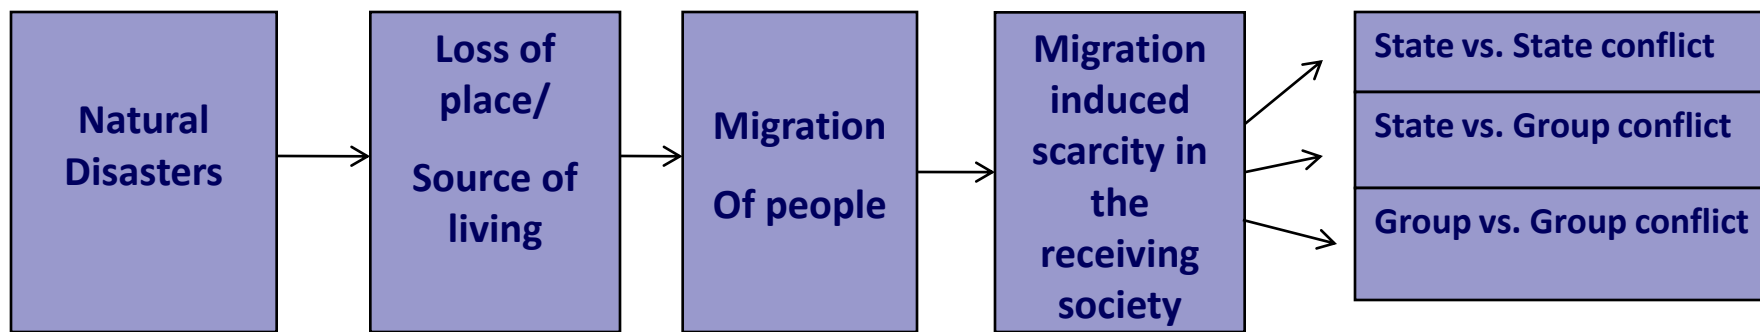 Natural
Disasters
Loss of
place/
Source of
living
Migration
Of people
Migration
induced
scarcity in
the
receiving
society
State vs. State conflict
State vs. Group conflict
Group vs. Group conflict